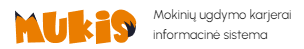 MUKIS
Mokinių ugdymo karjerai
informacinė sistema